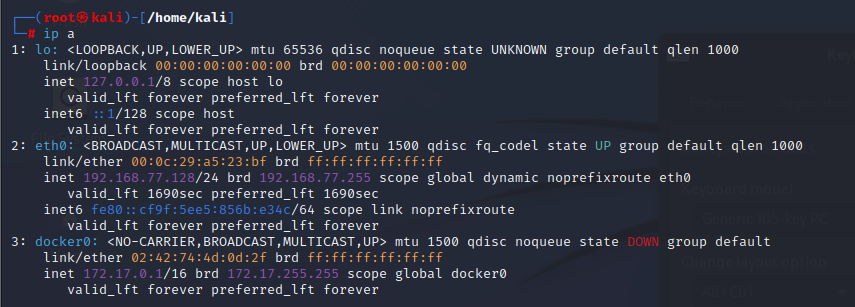 ┌──(root㉿kali)-[/home/kali]
└─# ip a
1: lo: <LOOPBACK,UP,LOWER_UP> mtu 65536 qdisc noqueue state UNKNOWN group default qlen 1000
    link/loopback 00:00:00:00:00:00 brd 00:00:00:00:00:00
    inet 127.0.0.1/8 scope host lo
       valid_lft forever preferred_lft forever
    inet6 ::1/128 scope host
       valid_lft forever preferred_lft forever
2: eth0: <BROADCAST,MULTICAST,UP,LOWER_UP> mtu 1500 qdisc fq_codel state UP group default qlen 1000
    link/ether 00:0c:29:a5:23:bf brd ff:ff:ff:ff:ff:ff
    inet 192.168.77.128/24 brd 192.168.77.255 scope global dynamic noprefixroute eth0
       valid_lft 1690sec preferred_lft 1690sec
    inet6 fe80::cf9f:5ee5:856b:e34c/64 scope link noprefixroute
       valid_lft forever preferred_lft forever
3: docker0: <NO-CARRIER,BROADCAST,MULTICAST,UP> mtu 1500 qdisc noqueue state DOWN group default
    link/ether 02:42:74:4d:0d:2f brd ff:ff:ff:ff:ff:ff
    inet 172.17.0.1/16 brd 172.17.255.255 scope global docker0
       valid_lft forever preferred_lft forever
Keyboard model
Change layout option